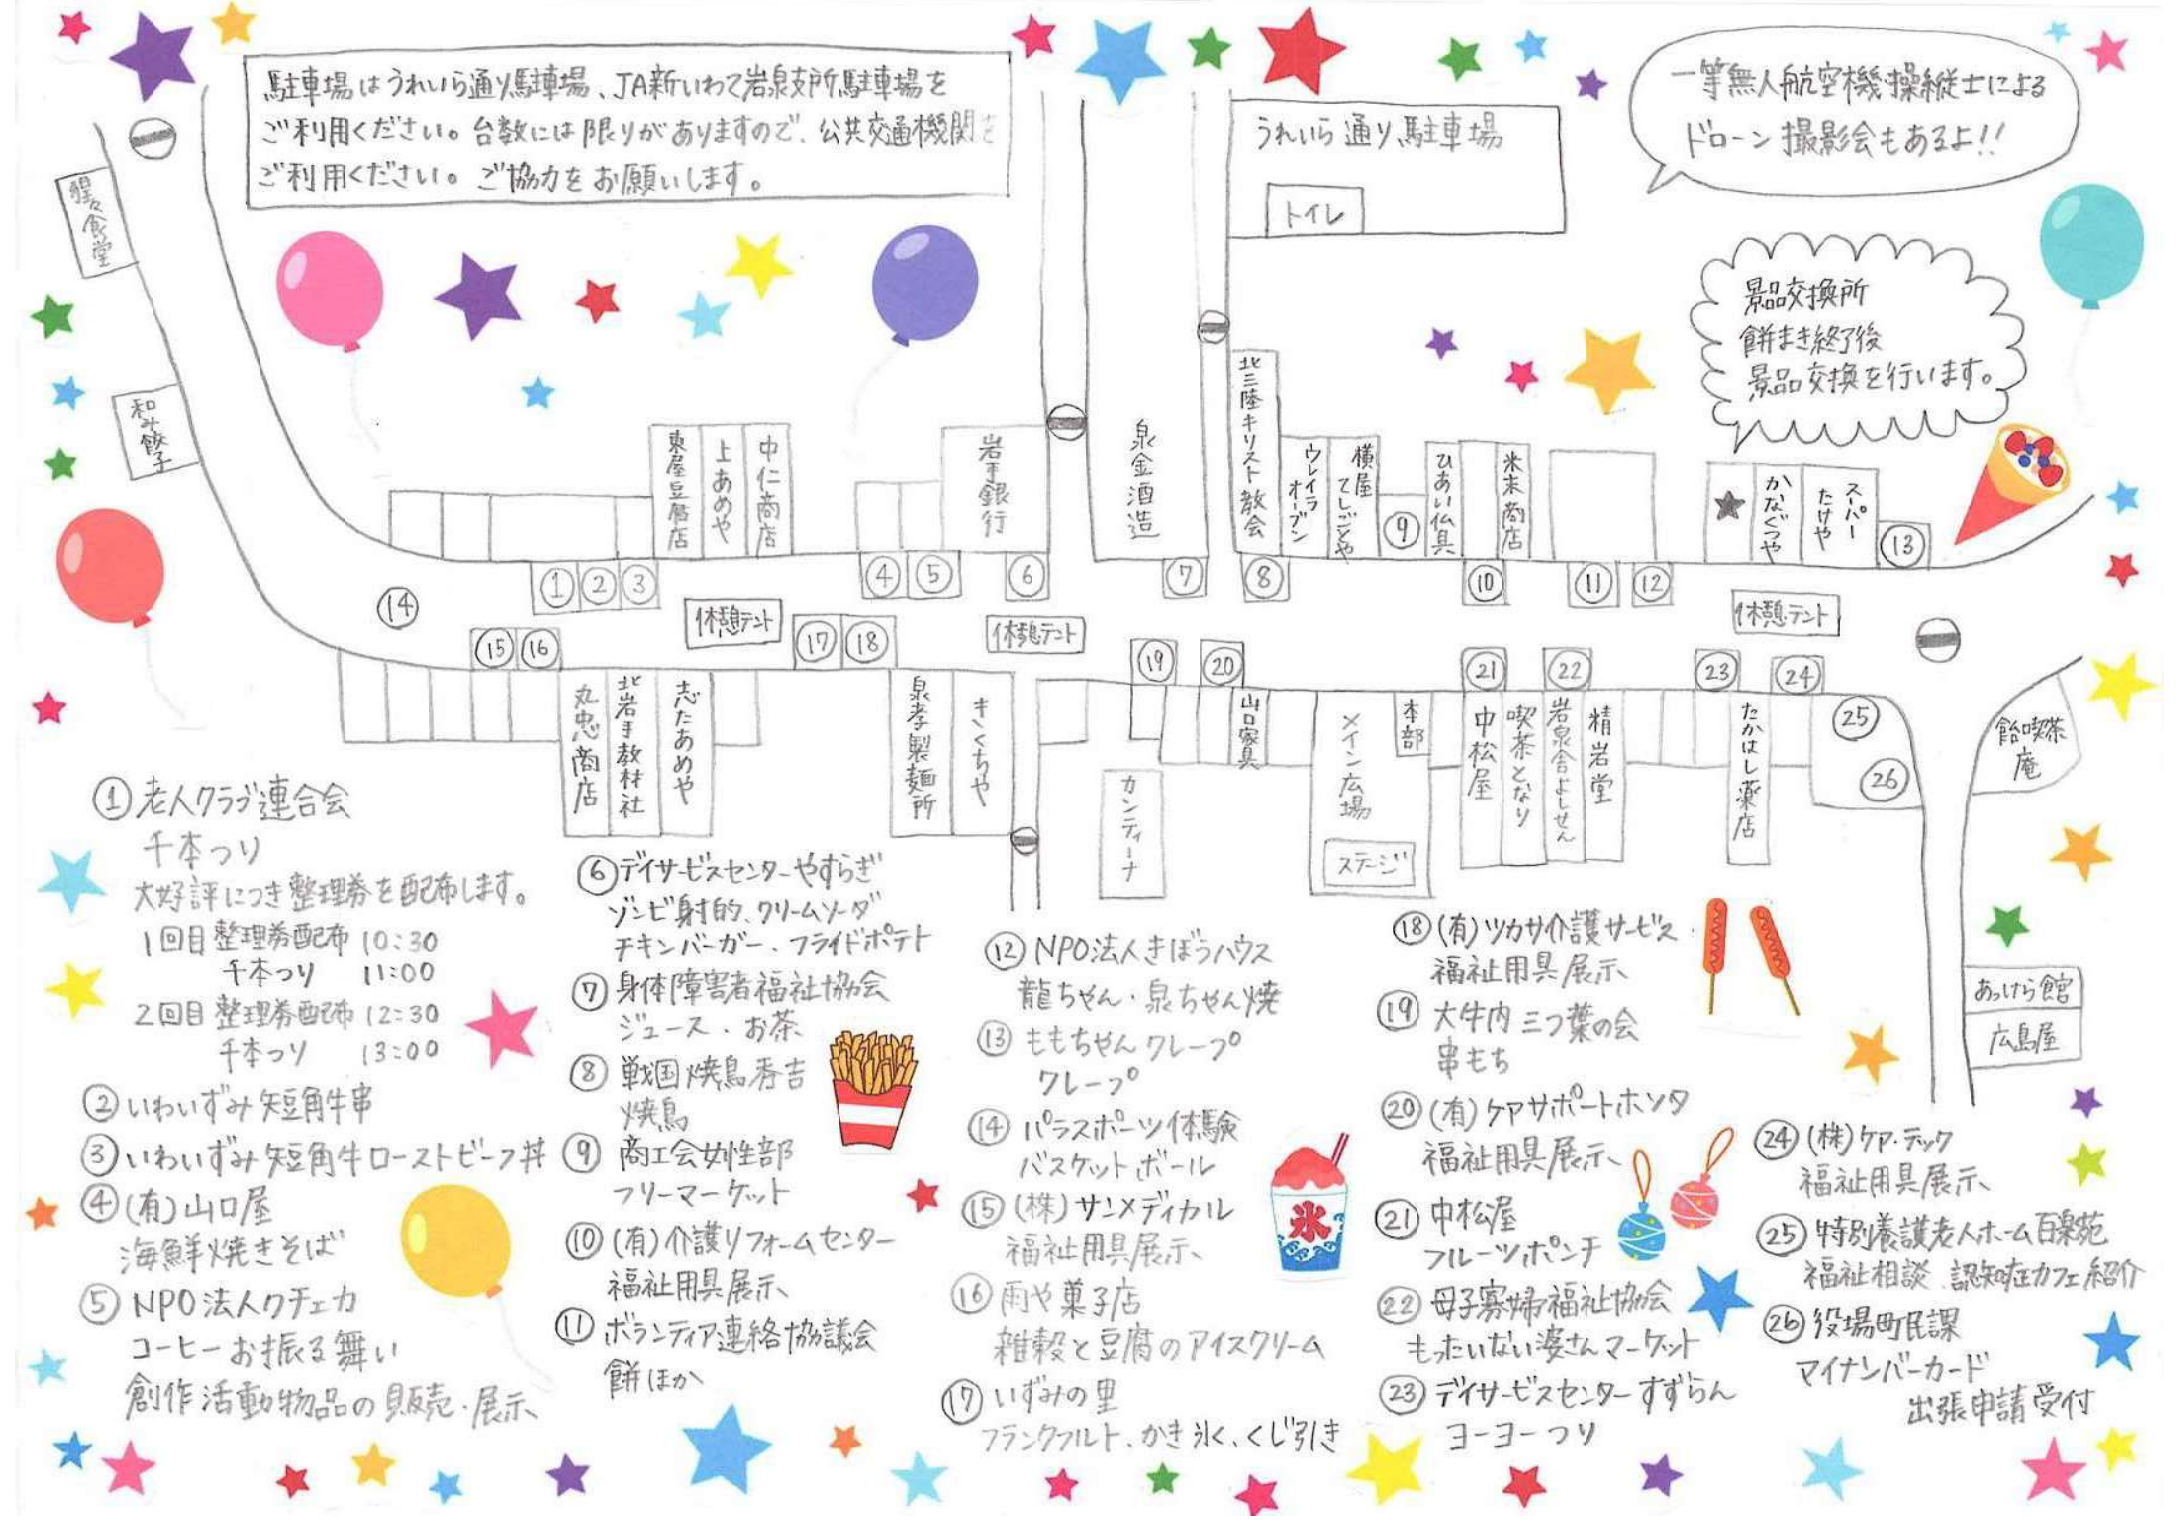 駐車場はうれいら通り駐車場、JA新いわて岩泉支所駐車場を
ご利用ください。台数には限りがありますので、公共交通機関を
ご利用ください。ご協力をお願いします。
うれいら通り駐車場
トイレ
一等無人航空機操縦士による
ドローン撮影会もあるよ!!
景品交換所
餅まき終了後
景品交換を行います。
食堂
和み餃子
東屋豆腐店
上あめや
中仁商店
岩手銀行
泉金酒造
北三陸キリスト教会
ウレイラ
オーブン
横屋
てしごとや
⑨
ひあい仏具
米末商店
★
かなぐつや
スーパー
たけや
⑬
① ② ③
④ ⑤
⑥
⑦
⑧
⑩
⑪ ⑫
⑭
休憩テント
休憩テント
休憩テント
⑮ ⑯
⑰ ⑱
⑲
⑳
㉑
㉒
㉓
㉔
㉕
㉖
丸忠商店
北岩手教材社
志たあめや
泉孝製麺所
きくちや
カンティーナ
山口家具
メイン広場
本部
ステージ
中松屋
喫茶となり
岩泉舎よしせん
精岩堂
たかはし薬店
飴喫茶
庵
あっけら館
広島屋
①老人クラブ連合会
千本つり
大好評につき整理券を配布します。
1回目 整理券配布 10:30
千本つり 11:00
2回目 整理券配布 12:30
千本つり 13:00
②いわいずみ短角牛串
③いわいずみ短角牛ローストビーフ丼
④(有)山口屋
海鮮焼きそば
⑤NPO法人クチェカ
コーヒーお振る舞い
創作活動物品の販売・展示
⑥デイサービスセンターやすらぎ
ゾンビ射的、クリームソーダ
チキンバーガー、フライドポテト
⑦身体障害者福祉協会
ジュース・お茶
⑧戦国焼鳥秀吉
焼鳥
⑨商工会女性部
フリーマーケット
⑩(有)介護リフォームセンター
福祉用具展示
⑪ボランティア連絡協議会
餅ほか
⑫NPO法人きぼうハウス
龍ちゃん・泉ちゃん焼
⑬ももちゃんクレープ
クレープ
⑭パラスポーツ体験
バスケットボール
⑮(株)サンメディカル
福祉用具展示
⑯雨や菓子店
雑穀と豆腐のアイスクリーム
⑰いずみの里
フランクフルト、かき氷、くじ引き
氷
⑱(有)ツカサ介護サービス
福祉用具展示
⑲大牛内三つ葉の会
串もち
⑳(有)ケアサポートホソタ
福祉用具展示
㉑中松屋
フルーツポンチ
㉒母子寡婦福祉協会
もったいない婆さんマーケット
㉓デイサービスセンターすずらん
ヨーヨーつり
㉔(株)ケア・テック
福祉用具展示
㉕特別養護老人ホーム百楽苑
福祉相談、認知症カフェ紹介
㉖役場町民課
マイナンバーカード
出張申請受付